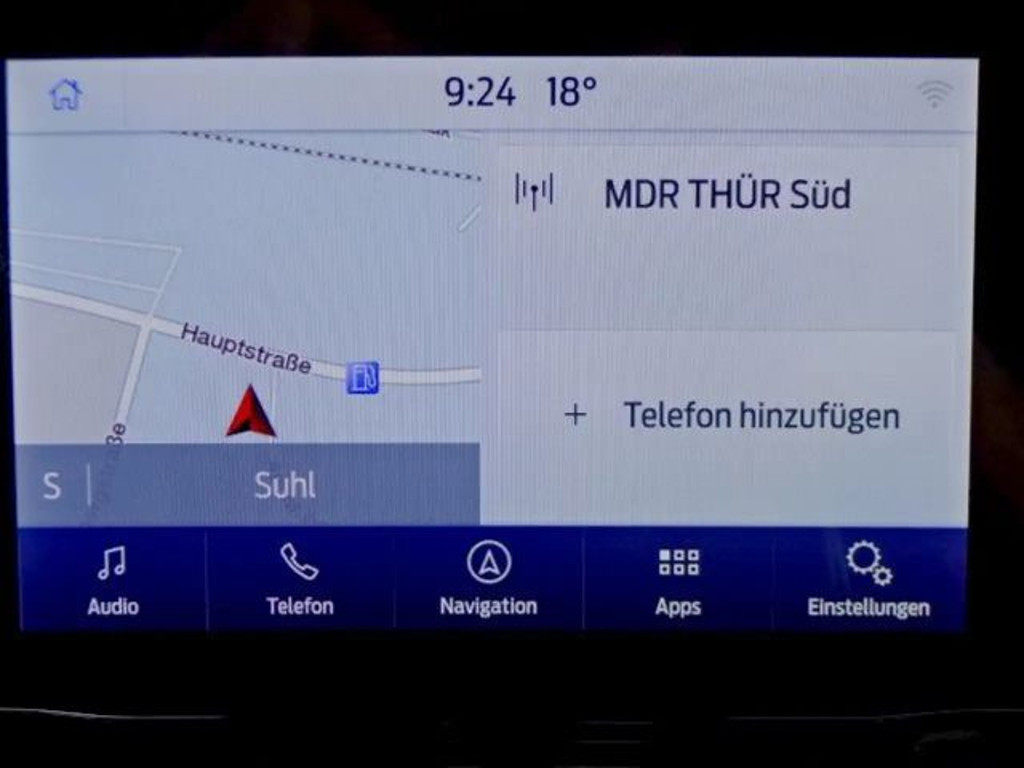 9:24 18°
MDR THÜR Süd
Hauptstraße
+ Telefon hinzufügen
S | Suhl
Audio
Telefon
Navigation
Apps
Einstellungen